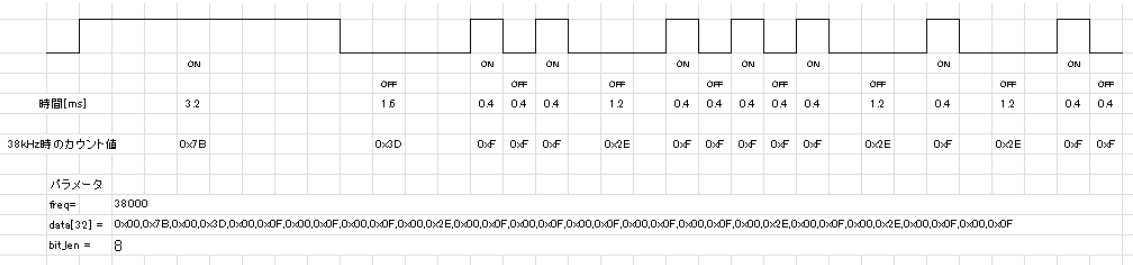 ON ON ON ON ON ON ON ON
OFF OFF OFF OFF OFF OFF OFF OFF
時間[ms] 3.2 1.6 0.4 0.4 0.4 1.2 0.4 0.4 0.4 0.4 0.4 1.2 0.4 1.2 0.4 0.4
38kHz時のカウント値 0x7B 0x3D 0xF 0xF 0xF 0x2E 0xF 0xF 0xF 0xF 0xF 0x2E 0xF 0x2E 0xF 0xF
パラメータ
freq= 38000
data[32] = 0x00,0x7B,0x00,0x3D,0x00,0x0F,0x00,0x0F,0x00,0x0F,0x00,0x2E,0x00,0x0F,0x00,0x0F,0x00,0x0F,0x00,0x0F,0x00,0x0F,0x00,0x2E,0x00,0x0F,0x00,0x2E,0x00,0x0F,0x00,0x0F
bit_len = 8